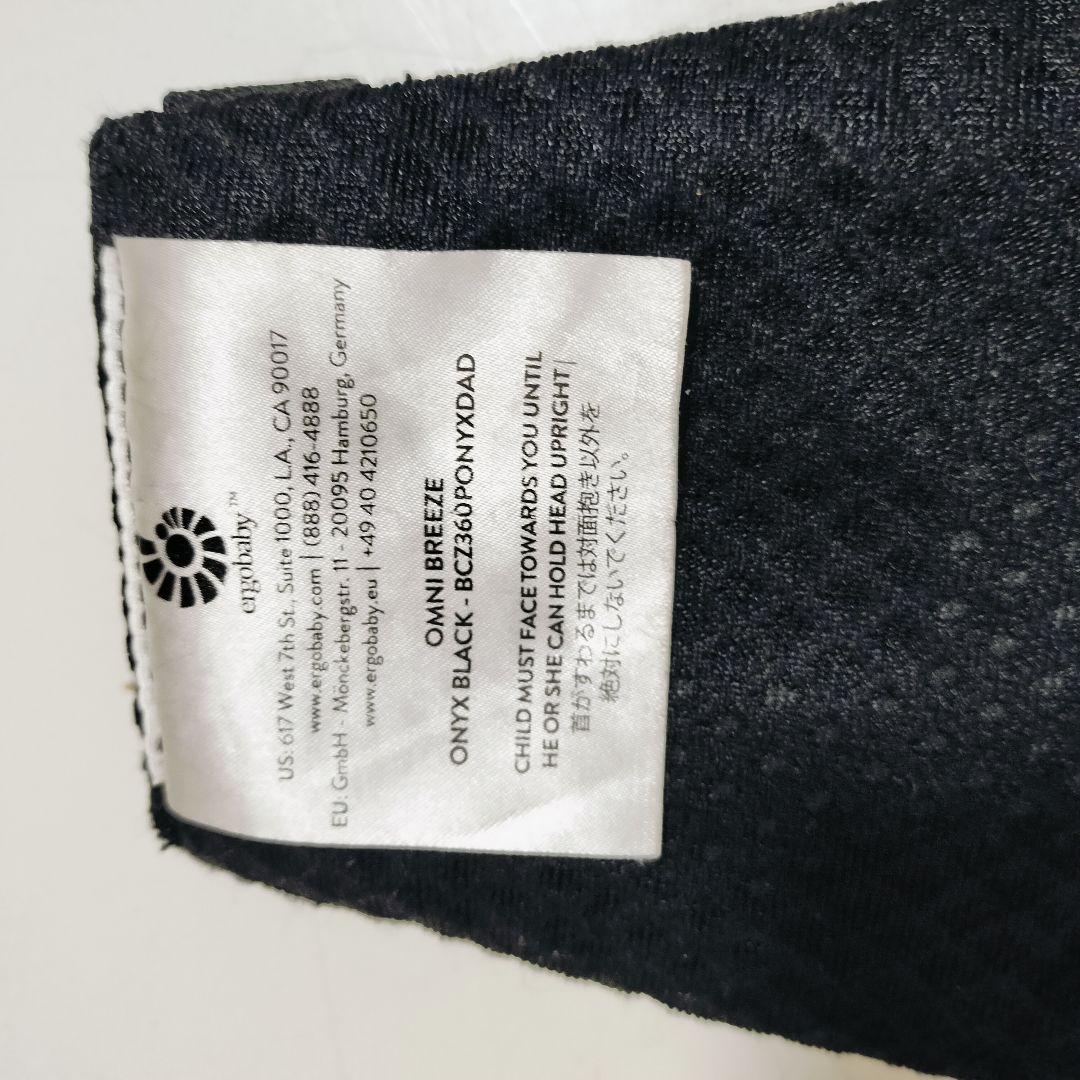 ergobaby™
US: 617 West 7th St., Suite 1000, L.A., CA 90017
www.ergobaby.com | (888) 416-4888
EU: GmbH - Mönckebergstr. 11 - 20095 Hamburg, Germany
www.ergobaby.eu | +49 40 4210650
OMNI BREEZE
ONYX BLACK - BCZ360PONYXDAD
CHILD MUST FACE TOWARDS YOU UNTIL
HE OR SHE CAN HOLD HEAD UPRIGHT |
首がすわるまでは対面抱き以外を
絶対にしないでください。